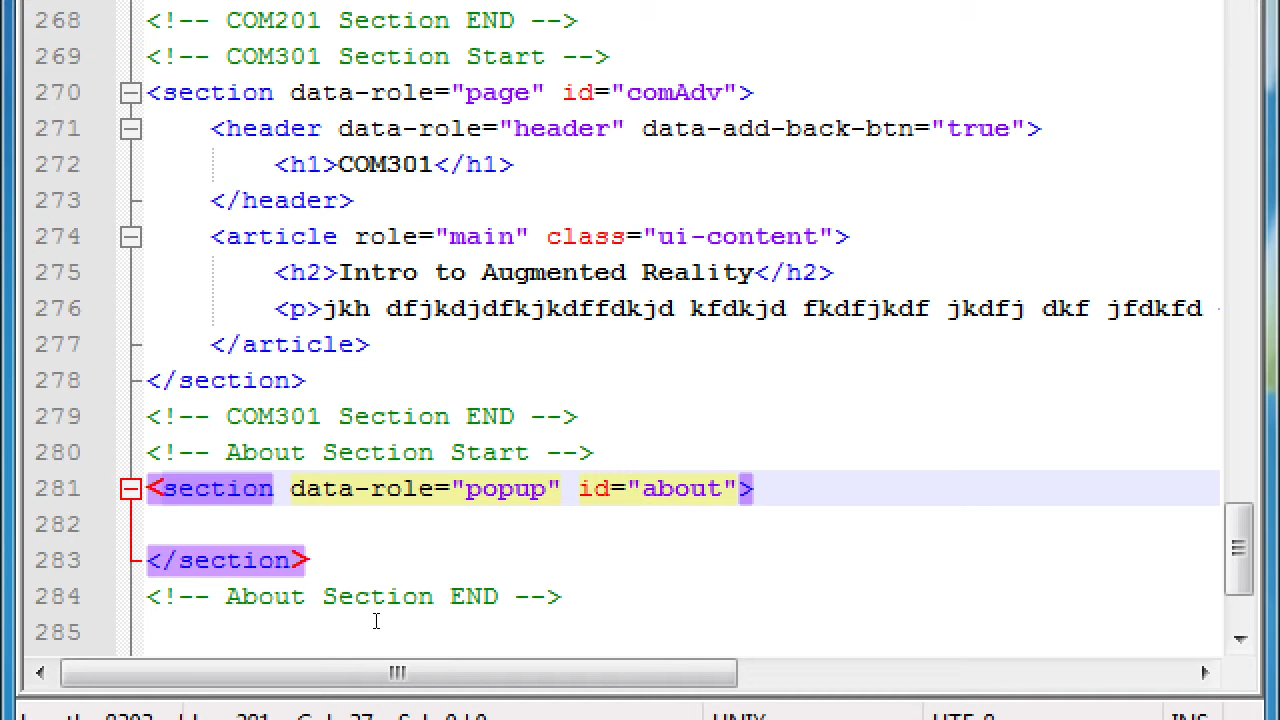 268 <!-- COM201 Section END -->
269 <!-- COM301 Section Start -->
270 <section data-role="page" id="comAdv">
271 <header data-role="header" data-add-back-btn="true">
272 <h1>COM301</h1>
273 </header>
274 <article role="main" class="ui-content">
275 <h2>Intro to Augmented Reality</h2>
276 <p>jkh dfjkdjdfkjkdffdkjd kfdkjd fkdfjkdf jkdfj dkf jfdkfd
277 </article>
278 </section>
279 <!-- COM301 Section END -->
280 <!-- About Section Start -->
281 <section data-role="popup" id="about">
282
283 </section>
284 <!-- About Section END -->
285